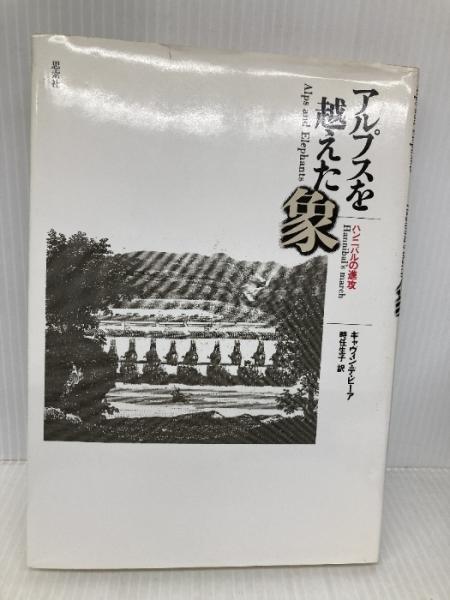 アルプスを
越えた象
Alps and Elephants
ハンニバルの進攻
Hannibal's march
ギャヴィン・デ・ビーア
時任生子 訳
思索社